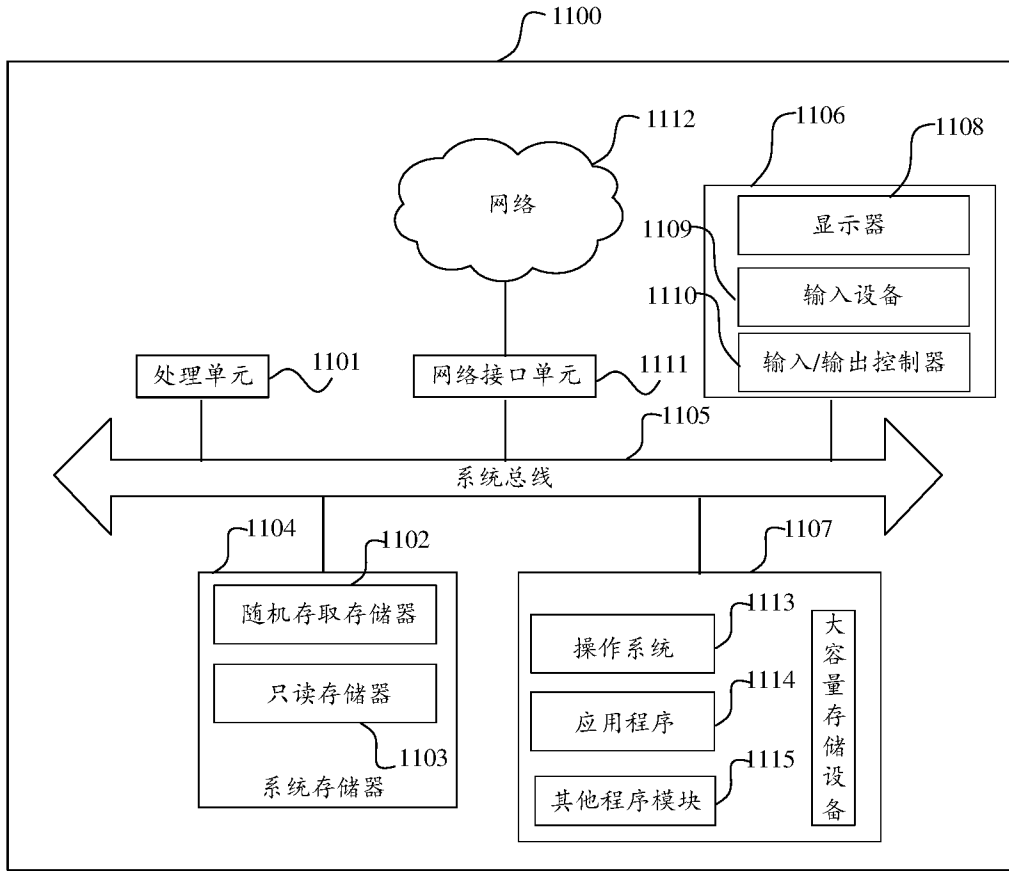 1100
1112
1106
1108
网络
显示器
1109
输入设备
1110
输入/输出控制器
处理单元
1101
网络接口单元
1111
1105
系统总线
1104
1102
1107
随机存取存储器
只读存储器
1103
系统存储器
1113
操作系统
1114
应用程序
1115
其他程序模块
大容量存储设备